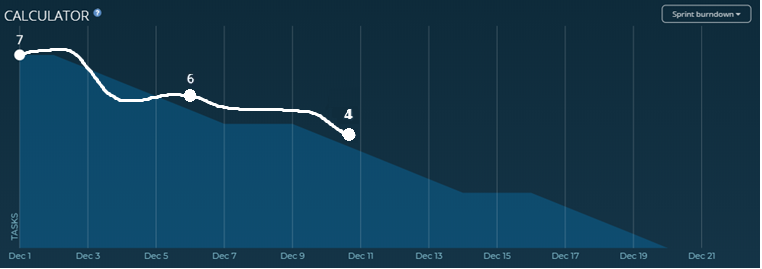 CALCULATOR ?
Sprint burndown
7
6
4
TASKS
Dec 1 Dec 3 Dec 5 Dec 7 Dec 9 Dec 11 Dec 13 Dec 15 Dec 17 Dec 19 Dec 21